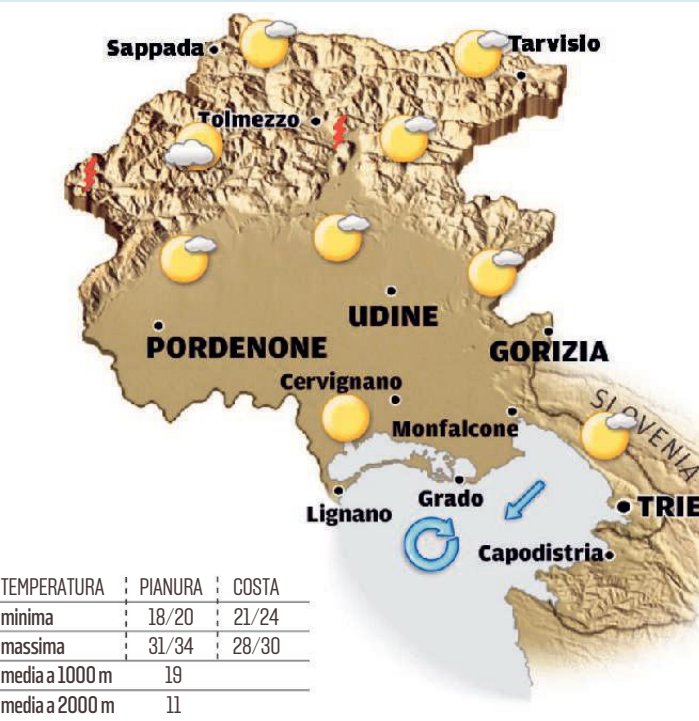 Sappada
Tarvisio
Tolmezzo
UDINE
PORDENONE
GORIZIA
Cervignano
SLOVENIA
Monfalcone
Grado
TRIE
Lignano
Capodistria
TEMPERATURA PIANURA COSTA
minima 18/20 21/24
massima 31/34 28/30
media a 1000 m 19
media a 2000 m 11